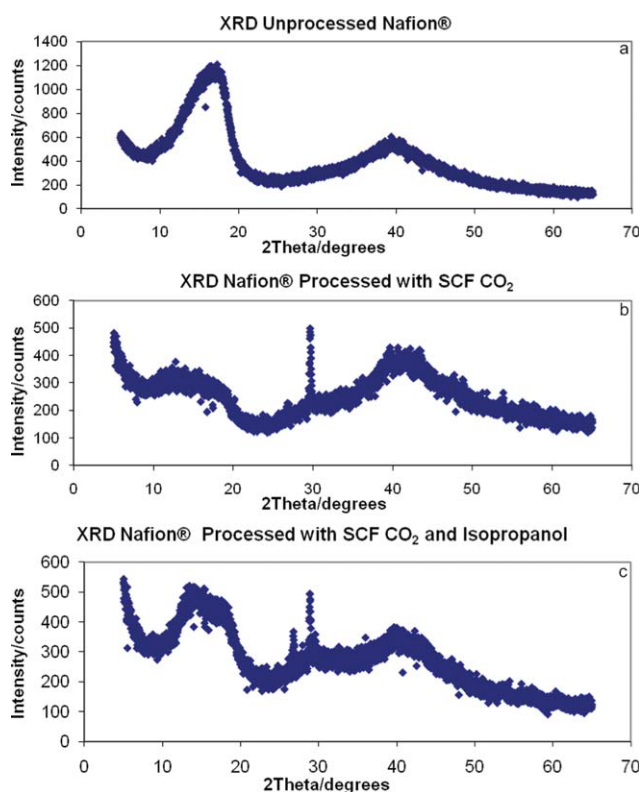 XRD Unprocessed Nafion®
a
Intensity/counts
1400
1200
1000
800
600
400
200
0
0 10 20 30 40 50 60 70
2Theta/degrees
XRD Nafion® Processed with SCF CO₂
b
Intensity/counts
600
500
400
300
200
100
0
0 10 20 30 40 50 60 70
2Theta/degrees
XRD Nafion® Processed with SCF CO₂ and Isopropanol
c
Intensity/counts
600
500
400
300
200
100
0
0 10 20 30 40 50 60 70
2Theta/degrees